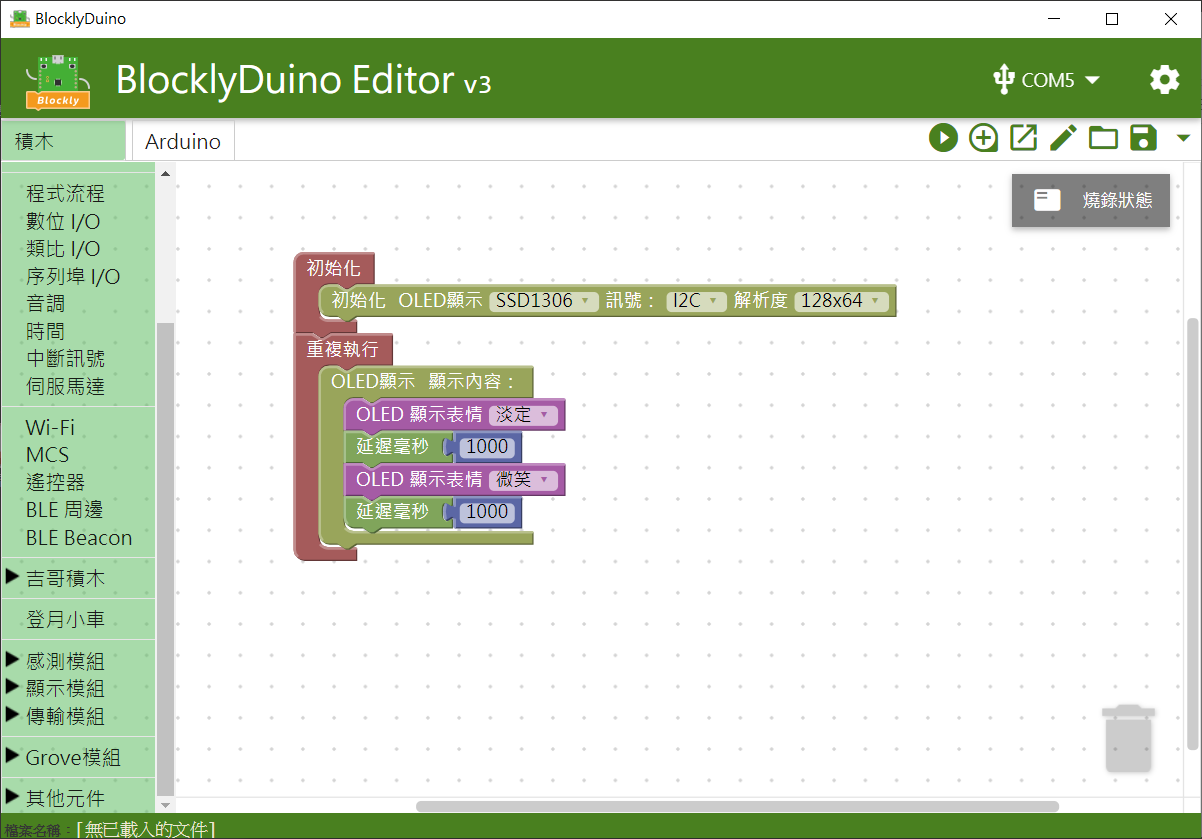 BlocklyDuino
Blockly
BlocklyDuino Editor v3
COM5
積木
Arduino
程式流程
數位 I/O
類比 I/O
序列埠 I/O
音調
時間
中斷訊號
伺服馬達
Wi-Fi
MCS
遙控器
BLE 周邊
BLE Beacon
吉哥積木
登月小車
感測模組
顯示模組
傳輸模組
Grove模組
其他元件
燒錄狀態
初始化
初始化 OLED顯示 SSD1306 訊號： I2C 解析度 128x64
重複執行
OLED顯示 顯示內容：
OLED 顯示表情 淡定
延遲毫秒 1000
OLED 顯示表情 微笑
延遲毫秒 1000
檔案名稱：[無已載入的文件]